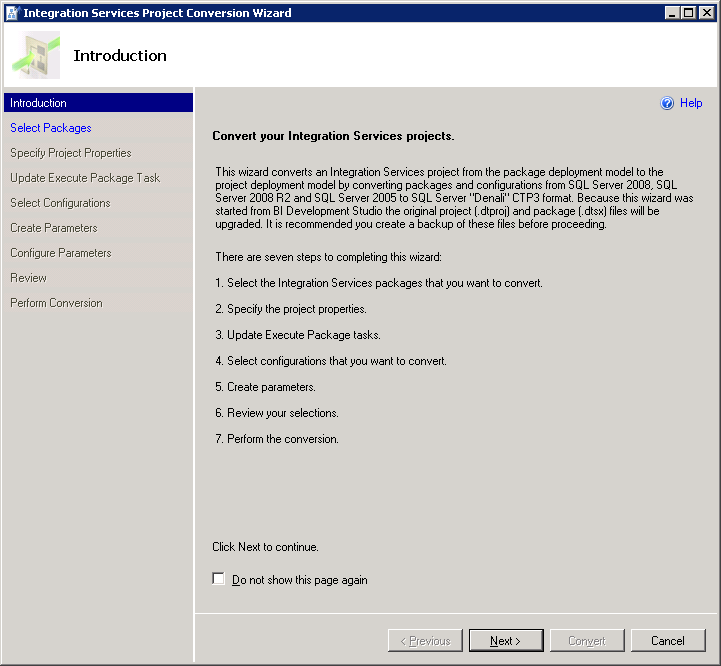 Integration Services Project Conversion Wizard
Introduction
Introduction
Select Packages
Specify Project Properties
Update Execute Package Task
Select Configurations
Create Parameters
Configure Parameters
Review
Perform Conversion
Help
Convert your Integration Services projects.
This wizard converts an Integration Services project from the package deployment model to the
project deployment model by converting packages and configurations from SQL Server 2008, SQL
Server 2008 R2 and SQL Server 2005 to SQL Server "Denali" CTP3 format. Because this wizard was
started from BI Development Studio the original project (.dtproj) and package (.dtsx) files will be
upgraded. It is recommended you create a backup of these files before proceeding.
There are seven steps to completing this wizard:
1. Select the Integration Services packages that you want to convert.
2. Specify the project properties.
3. Update Execute Package tasks.
4. Select configurations that you want to convert.
5. Create parameters.
6. Review your selections.
7. Perform the conversion.
Click Next to continue.
Do not show this page again
< Previous
Next >
Convert
Cancel